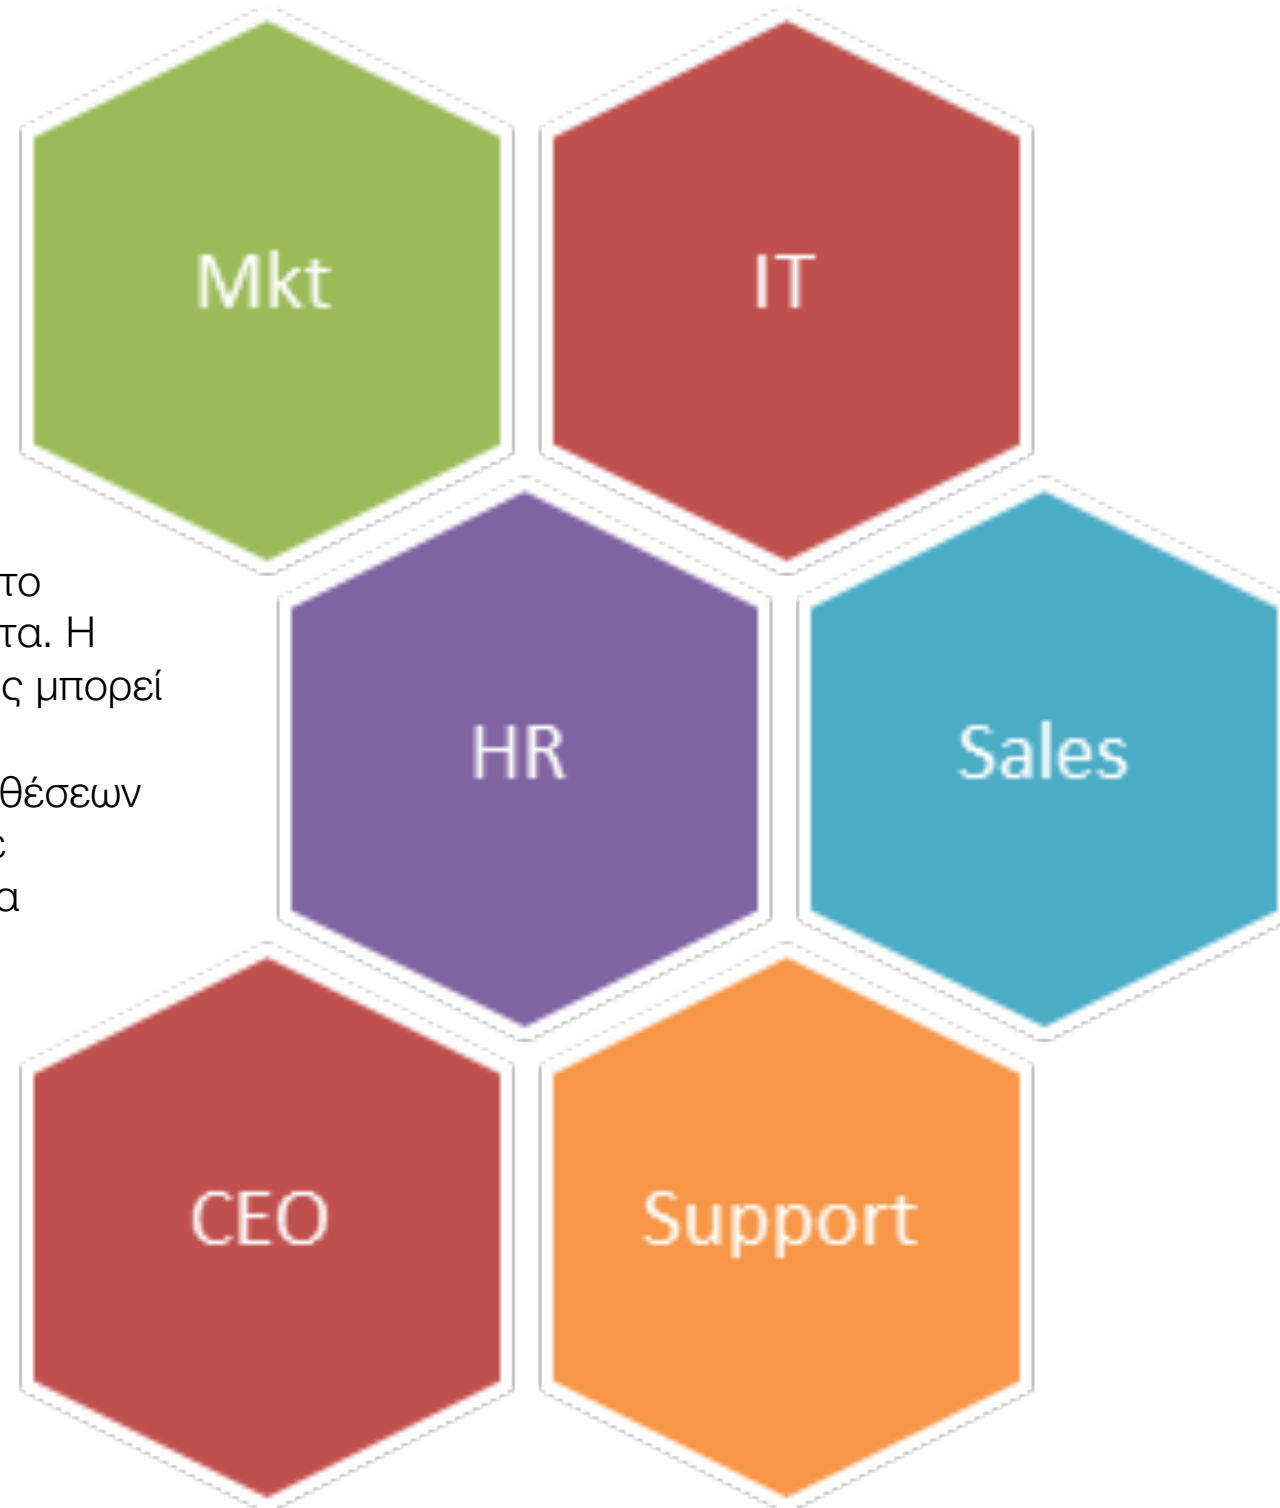 Mkt
IT
το
τα. Η
ς μπορεί
θέσεων
α
HR
Sales
CEO
Support